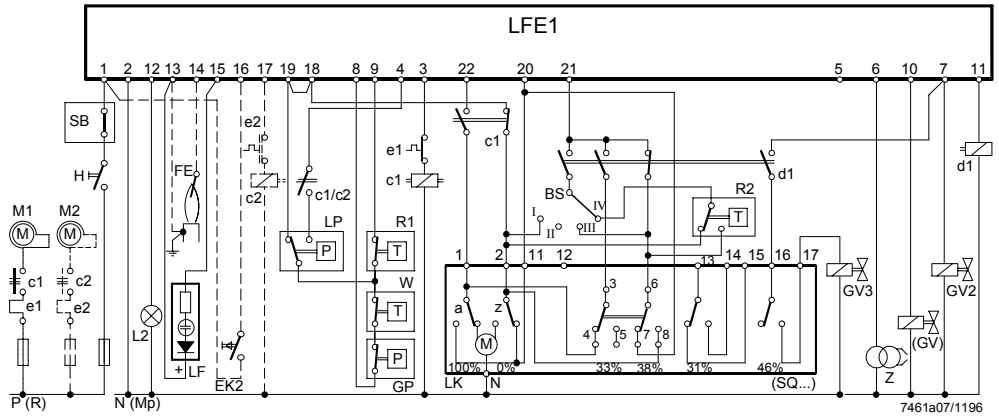 LFE1
1 2 12 13 14 15 16 17 19 18 8 9 4 3 22 20 21 5 6 10 7 11
SB
e2
c1
e1
d1
H
FE
c2
c1/c2
c1
BS
d1
R2
M1 M2
LP
R1
IV
T
M M
I
II
III
P
T
1 2 11 12 13 14 15 16 17
c1 c2
W
GV3
GV2
e1 e2
T
a z
3 6
L2
M
4 5 7 8
(GV)
P
100% 0% 33% 38% 31% 46%
+ LF
EK2
GP
LK N
(SQ...)
Z
P (R)
N (Mp)
7461a07/1196